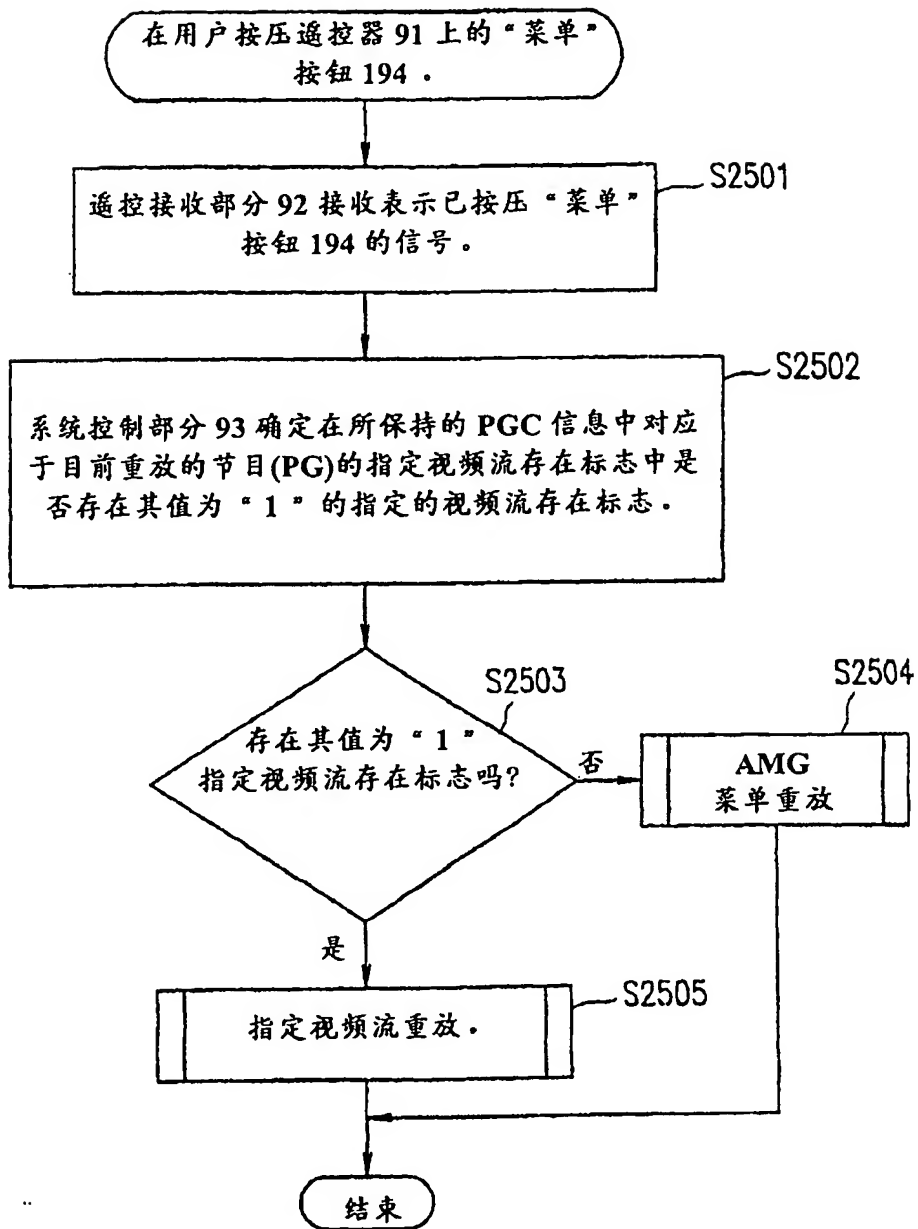 在用户按压遥控器 91 上的“菜单”
按钮 194 。
遥控接收部分 92 接收表示已按压“菜单”
按钮 194 的信号。
S2501
系统控制部分 93 确定在所保持的 PGC 信息中对应
于目前重放的节目(PG)的指定视频流存在标志中是
否存在其值为“1”的指定的视频流存在标志。
S2502
存在其值为“1”
指定视频流存在标志吗?
S2503
否
AMG
菜单重放
S2504
是
指定视频流重放。
S2505
结束